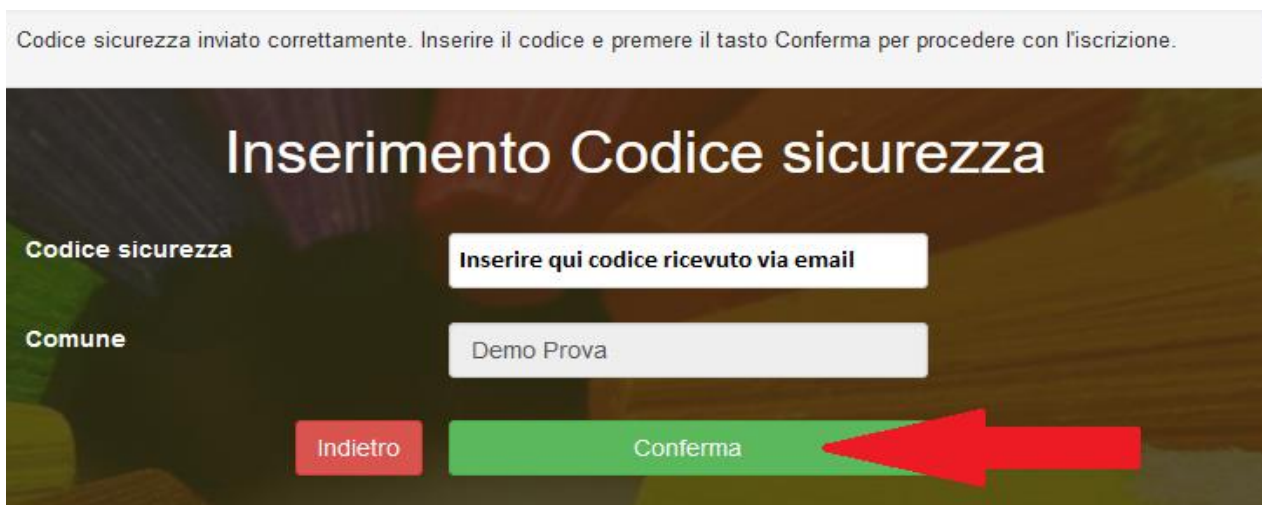 Codice sicurezza inviato correttamente. Inserire il codice e premere il tasto Conferma per procedere con l'iscrizione.
Inserimento Codice sicurezza
Codice sicurezza
Inserire qui codice ricevuto via email
Comune
Demo Prova
Indietro
Conferma